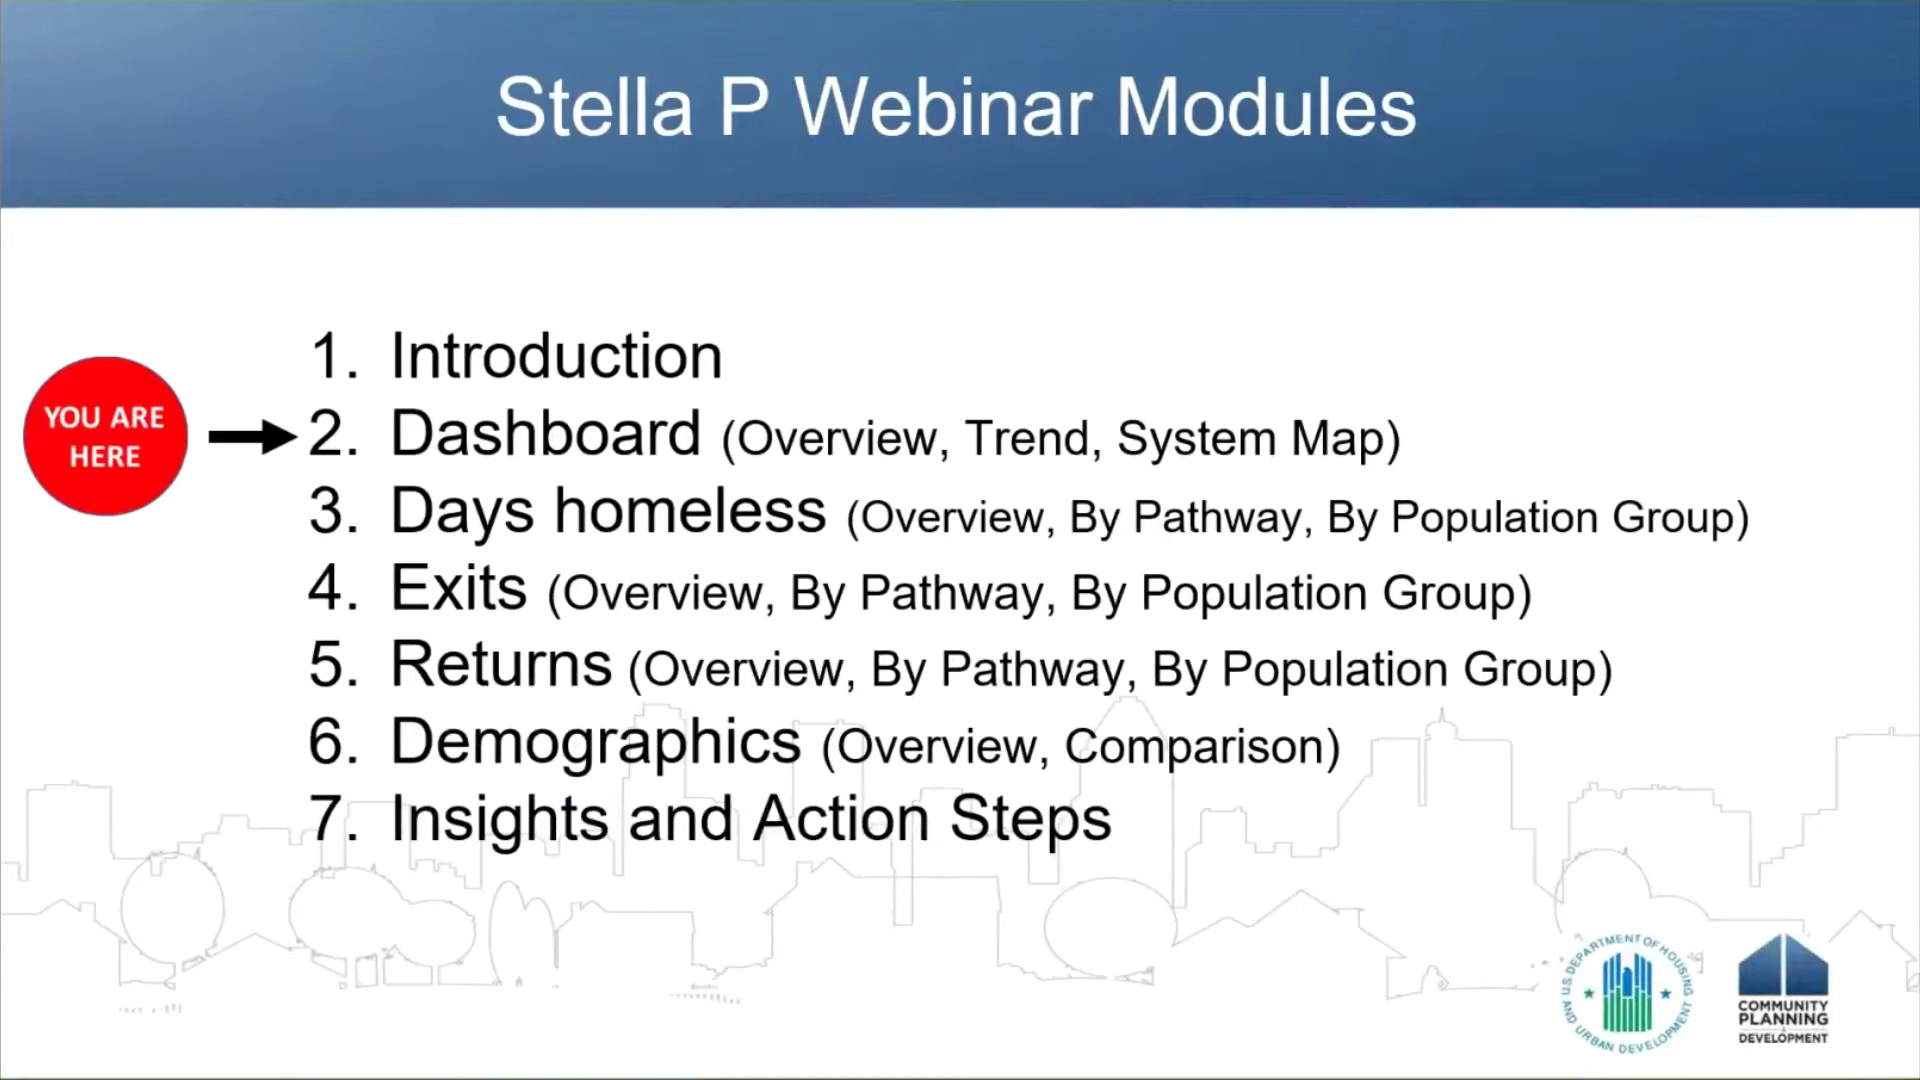 Stella P Webinar Modules
1. Introduction
YOU ARE
HERE
2. Dashboard (Overview, Trend, System Map)
3. Days homeless (Overview, By Pathway, By Population Group)
4. Exits (Overview, By Pathway, By Population Group)
5. Returns (Overview, By Pathway, By Population Group)
6. Demographics (Overview, Comparison)
7. Insights and Action Steps
U.S. DEPARTMENT OF HOUSING
AND URBAN DEVELOPMENT
COMMUNITY
PLANNING
DEVELOPMENT